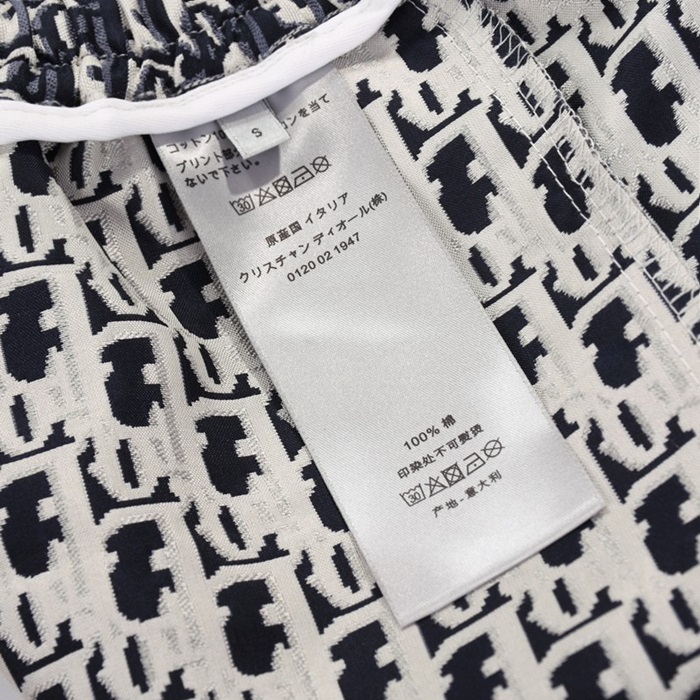 S
コットン
ンを当て
プリント部
ないで下さい。
30
原産国 イタリア
クリスチャン ディオール(株)
0120 02 1947
100% 棉
印染处不可熨烫
30
产地 - 意大利